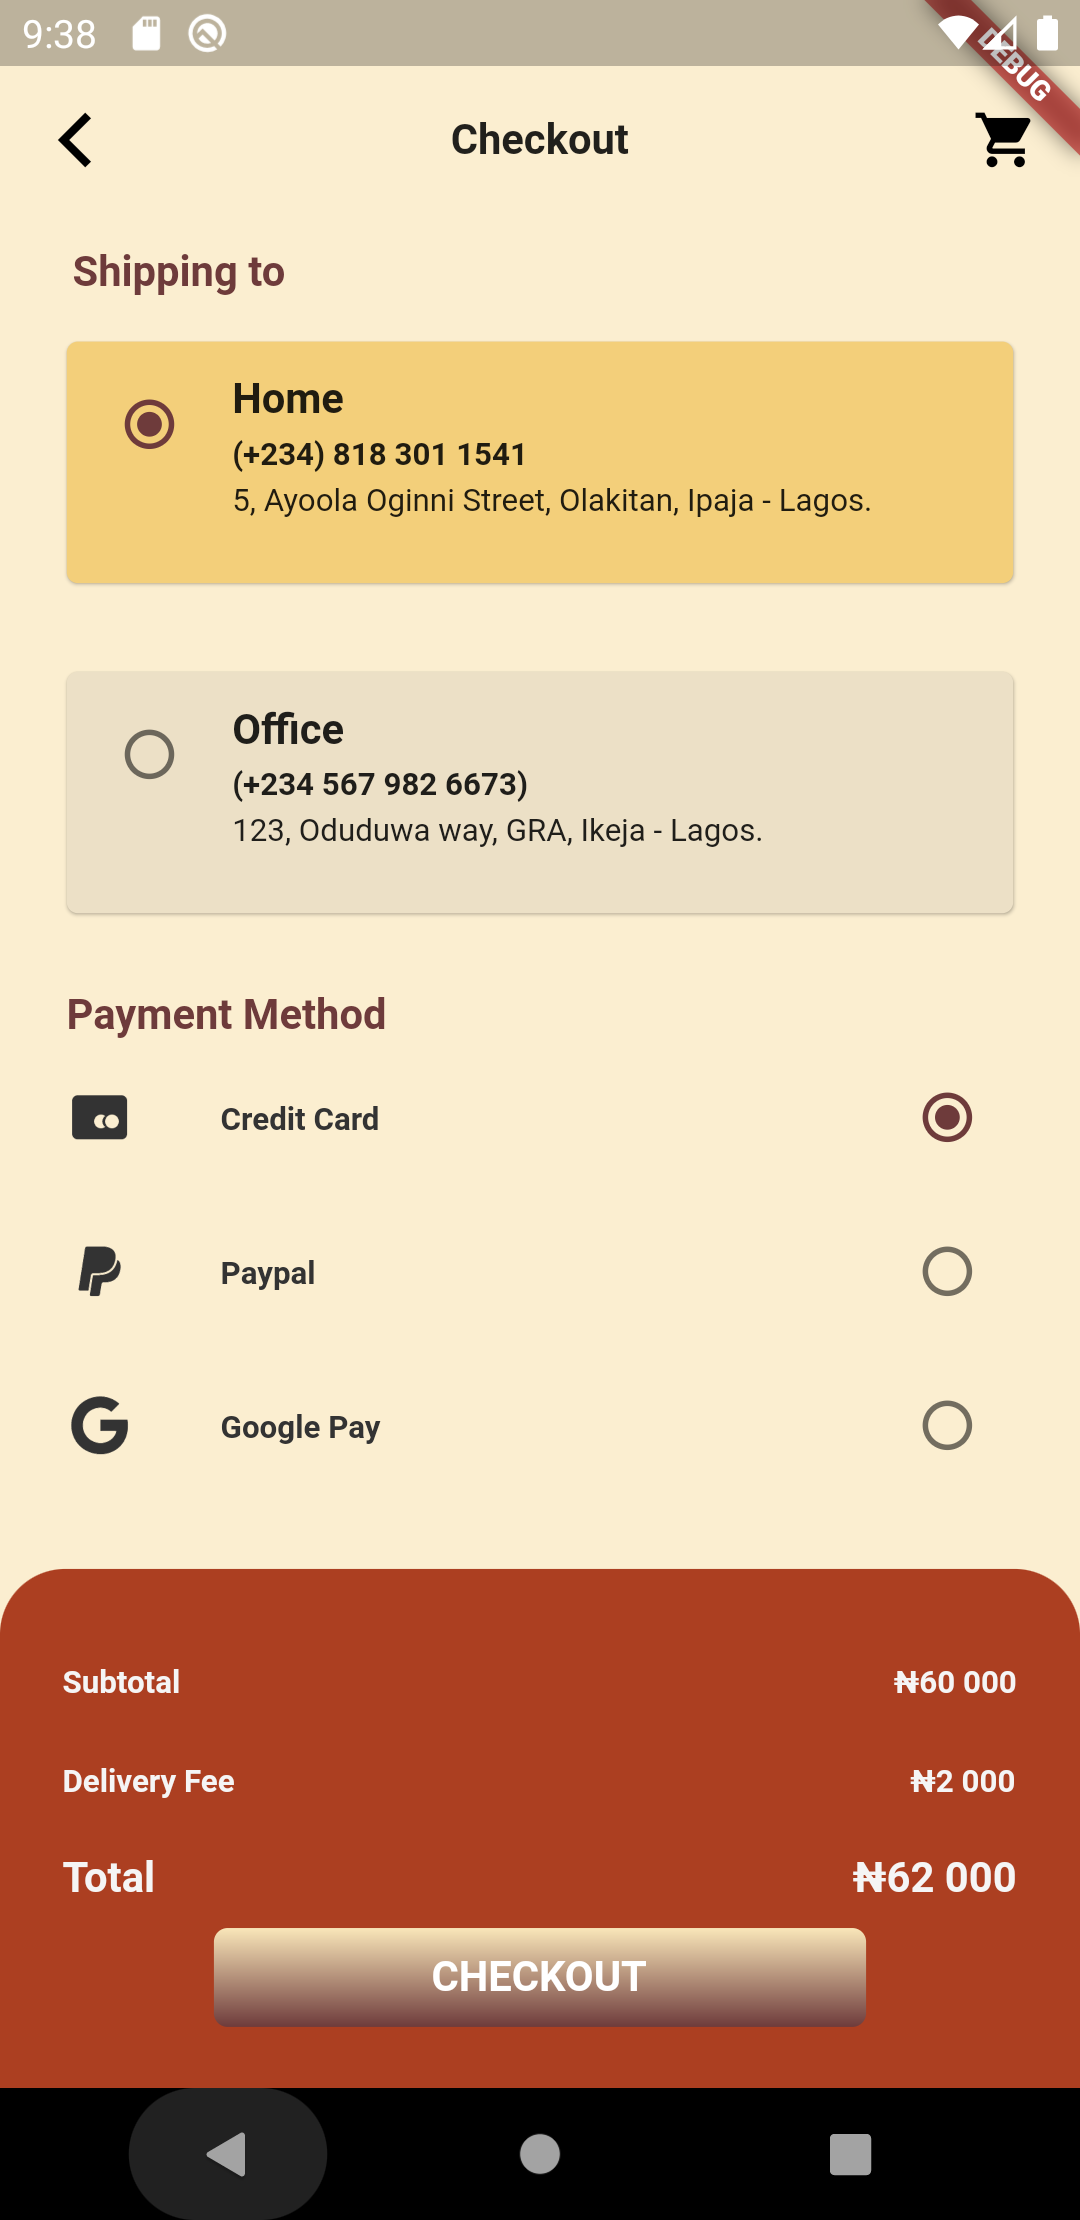 9:38
DEBUG
Checkout
Shipping to
Home
(+234) 818 301 1541
5, Ayoola Oginni Street, Olakitan, Ipaja - Lagos.
Office
(+234 567 982 6673)
123, Oduduwa way, GRA, Ikeja - Lagos.
Payment Method
Credit Card
Paypal
Google Pay
Subtotal ₦60 000
Delivery Fee ₦2 000
Total ₦62 000
CHECKOUT